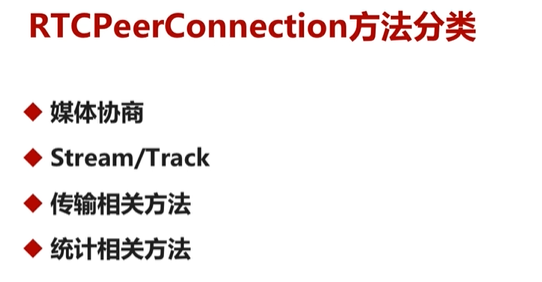 RTCPeerConnection方法分类
媒体协商
Stream/Track
传输相关方法
统计相关方法